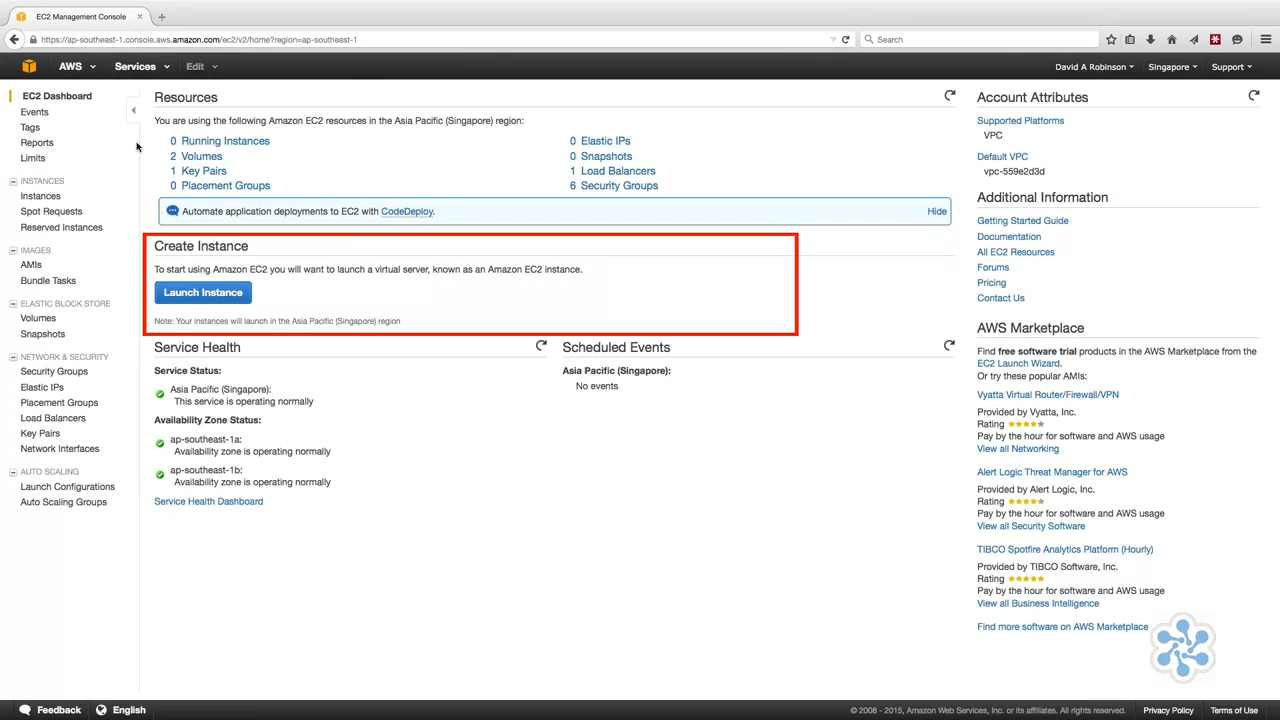 EC2 Management Console
https://ap-southeast-1.console.aws.amazon.com/ec2/v2/home?region=ap-southeast-1
Search
AWS
Services
Edit
David A Robinson
Singapore
Support
EC2 Dashboard
Events
Tags
Reports
Limits
INSTANCES
Instances
Spot Requests
Reserved Instances
IMAGES
AMIs
Bundle Tasks
ELASTIC BLOCK STORE
Volumes
Snapshots
NETWORK & SECURITY
Security Groups
Elastic IPs
Placement Groups
Load Balancers
Key Pairs
Network Interfaces
AUTO SCALING
Launch Configurations
Auto Scaling Groups
Resources
You are using the following Amazon EC2 resources in the Asia Pacific (Singapore) region:
0 Running Instances
2 Volumes
1 Key Pairs
0 Placement Groups
0 Elastic IPs
0 Snapshots
1 Load Balancers
6 Security Groups
Automate application deployments to EC2 with CodeDeploy.
Hide
Create Instance
To start using Amazon EC2 you will want to launch a virtual server, known as an Amazon EC2 instance.
Launch Instance
Note: Your instances will launch in the Asia Pacific (Singapore) region
Service Health
Service Status:
Asia Pacific (Singapore):
This service is operating normally
Availability Zone Status:
ap-southeast-1a:
Availability zone is operating normally
ap-southeast-1b:
Availability zone is operating normally
Service Health Dashboard
Scheduled Events
Asia Pacific (Singapore):
No events
Account Attributes
Supported Platforms
VPC
Default VPC
vpc-559e2d3d
Additional Information
Getting Started Guide
Documentation
All EC2 Resources
Forums
Pricing
Contact Us
AWS Marketplace
Find free software trial products in the AWS Marketplace from the
EC2 Launch Wizard.
Or try these popular AMIs:
Vyatta Virtual Router/Firewall/VPN
Provided by Vyatta, Inc.
Rating
Pay by the hour for software and AWS usage
View all Networking
Alert Logic Threat Manager for AWS
Provided by Alert Logic, Inc.
Rating
Pay by the hour for software and AWS usage
View all Security Software
TIBCO Spotfire Analytics Platform (Hourly)
Provided by TIBCO Software, Inc.
Rating
Pay by the hour for software and AWS usage
View all Business Intelligence
Find more software on AWS Marketplace
Feedback
English
© 2008 - 2015, Amazon Web Services, Inc. or its affiliates. All rights reserved.
Privacy Policy
Terms of Use